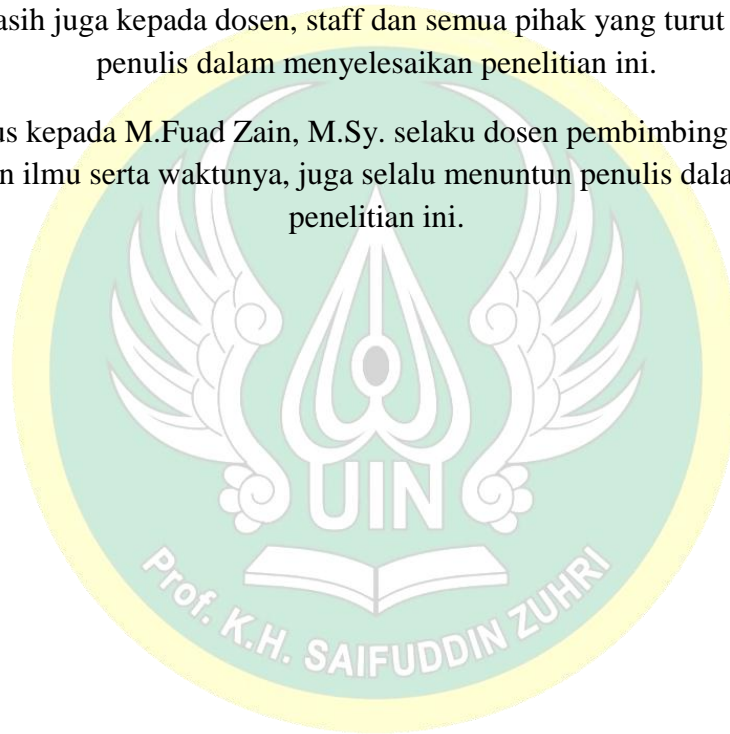 asih juga kepada dosen, staff dan semua pihak yang turut
penulis dalam menyelesaikan penelitian ini.
us kepada M.Fuad Zain, M.Sy. selaku dosen pembimbing
n ilmu serta waktunya, juga selalu menuntun penulis dala
penelitian ini.
UIN
Prof. K.H. SAIFUDDIN ZUHRI